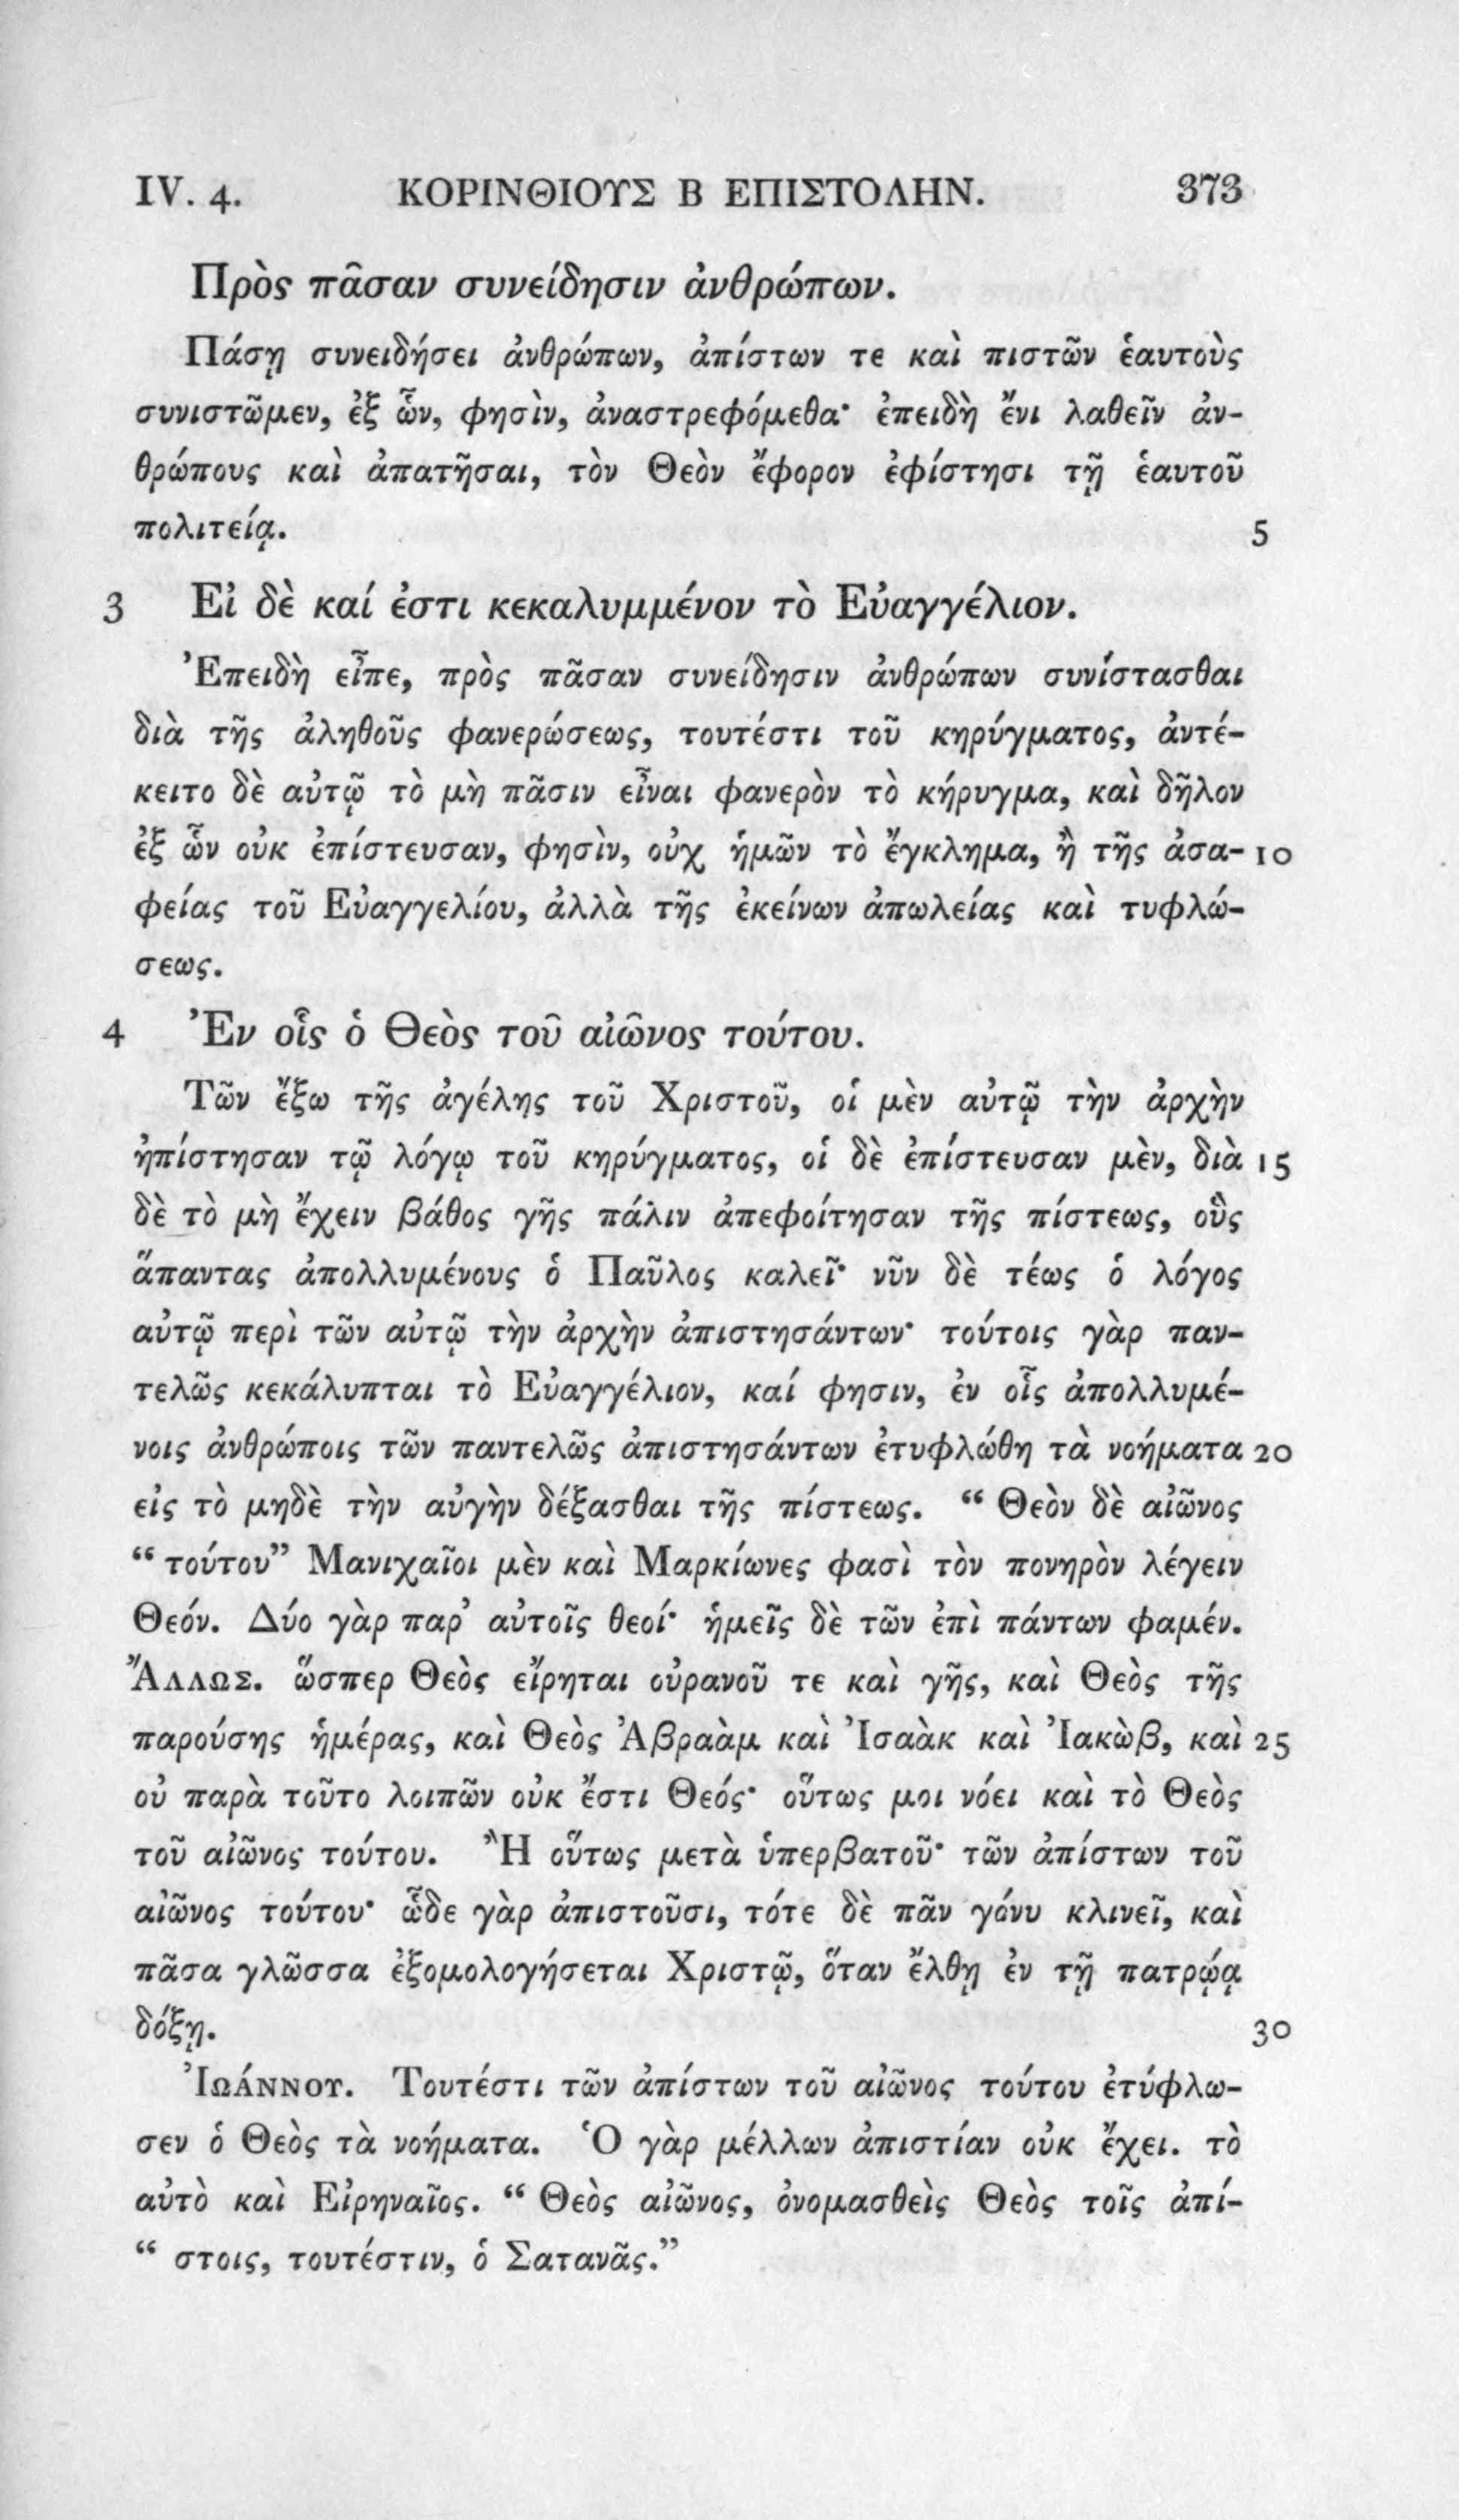 IV. 4. ΚΟΡΙΝΘΙΟΥΣ Β ΕΠΙΣΤΟΛΗΝ. 373
Πρὸς πᾶσαν συνείδησιν ἀνθρώπων.
Πάσῃ συνειδήσει ἀνθρώπων, ἀπίστων τε καὶ πιστῶν ἑαυτοὺς
συνιστῶμεν, ἐξ ὧν, φησὶν, ἀναστρεφόμεθα· ἐπειδὴ ἔνι λαθεῖν ἀν-
θρώπους καὶ ἀπατῆσαι, τὸν Θεὸν ἔφορον ἐφίστησι τῇ ἑαυτοῦ
πολιτείᾳ. 5
3 Εἰ δὲ καί ἐστι κεκαλυμμένον τὸ Εὐαγγέλιον.
Ἐπειδὴ εἶπε, πρὸς πᾶσαν συνείδησιν ἀνθρώπων συνίστασθαι
διὰ τῆς ἀληθοῦς φανερώσεως, τουτέστι τοῦ κηρύγματος, ἀντέ-
κειτο δὲ αὐτῷ τὸ μὴ πᾶσιν εἶναι φανερὸν τὸ κήρυγμα, καὶ δῆλον
ἐξ ὧν οὐκ ἐπίστευσαν, φησὶν, οὐχ ἡμῶν τὸ ἔγκλημα, ἢ τῆς ἀσα- 10
φείας τοῦ Εὐαγγελίου, ἀλλὰ τῆς ἐκείνων ἀπωλείας καὶ τυφλώ-
σεως.
4 Ἐν οἷς ὁ Θεὸς τοῦ αἰῶνος τούτου.
Τῶν ἔξω τῆς ἀγέλης τοῦ Χριστοῦ, οἱ μὲν αὐτῷ τὴν ἀρχὴν
ἠπίστησαν τῷ λόγῳ τοῦ κηρύγματος, οἱ δὲ ἐπίστευσαν μὲν, διὰ 15
δὲ τὸ μὴ ἔχειν βάθος γῆς πάλιν ἀπεφοίτησαν τῆς πίστεως, οὓς
ἅπαντας ἀπολλυμένους ὁ Παῦλος καλεῖ· νῦν δὲ τέως ὁ λόγος
αὐτῷ περὶ τῶν αὐτῷ τὴν ἀρχὴν ἀπιστησάντων· τούτοις γὰρ παν-
τελῶς κεκάλυπται τὸ Εὐαγγέλιον, καί φησιν, ἐν οἷς ἀπολλυμέ-
νοις ἀνθρώποις τῶν παντελῶς ἀπιστησάντων ἐτυφλώθη τὰ νοήματα 20
εἰς τὸ μηδὲ τὴν αὐγὴν δέξασθαι τῆς πίστεως. “ Θεὸν δὲ αἰῶνος
“ τούτου” Μανιχαῖοι μὲν καὶ Μαρκίωνες φασὶ τὸν πονηρὸν λέγειν
Θεόν. Δύο γὰρ παρ’ αὐτοῖς θεοί· ἡμεῖς δὲ τῶν ἐπὶ πάντων φαμέν.
Ἄλλως. ὥσπερ Θεὸς εἴρηται οὐρανοῦ τε καὶ γῆς, καὶ Θεὸς τῆς
παρούσης ἡμέρας, καὶ Θεὸς Ἀβραὰμ καὶ Ἰσαὰκ καὶ Ἰακὼβ, καὶ 25
οὐ παρὰ τοῦτο λοιπῶν οὐκ ἔστι Θεός· οὕτως μοι νόει καὶ τὸ Θεὸς
τοῦ αἰῶνος τούτου. Ἢ οὕτως μετὰ ὑπερβατοῦ· τῶν ἀπίστων τοῦ
αἰῶνος τούτου· ὧδε γὰρ ἀπιστοῦσι, τότε δὲ πᾶν γόνυ κλινεῖ, καὶ
πᾶσα γλῶσσα ἐξομολογήσεται Χριστῷ, ὅταν ἔλθῃ ἐν τῇ πατρῴᾳ
δόξῃ. 30
Ἰωάννου. Τουτέστι τῶν ἀπίστων τοῦ αἰῶνος τούτου ἐτύφλω-
σεν ὁ Θεὸς τὰ νοήματα. Ὁ γὰρ μέλλων ἀπιστίαν οὐκ ἔχει. τὸ
αὐτὸ καὶ Εἰρηναῖος. “ Θεὸς αἰῶνος, ὀνομασθεὶς Θεὸς τοῖς ἀπί-
“ στοις, τουτέστιν, ὁ Σατανᾶς.”